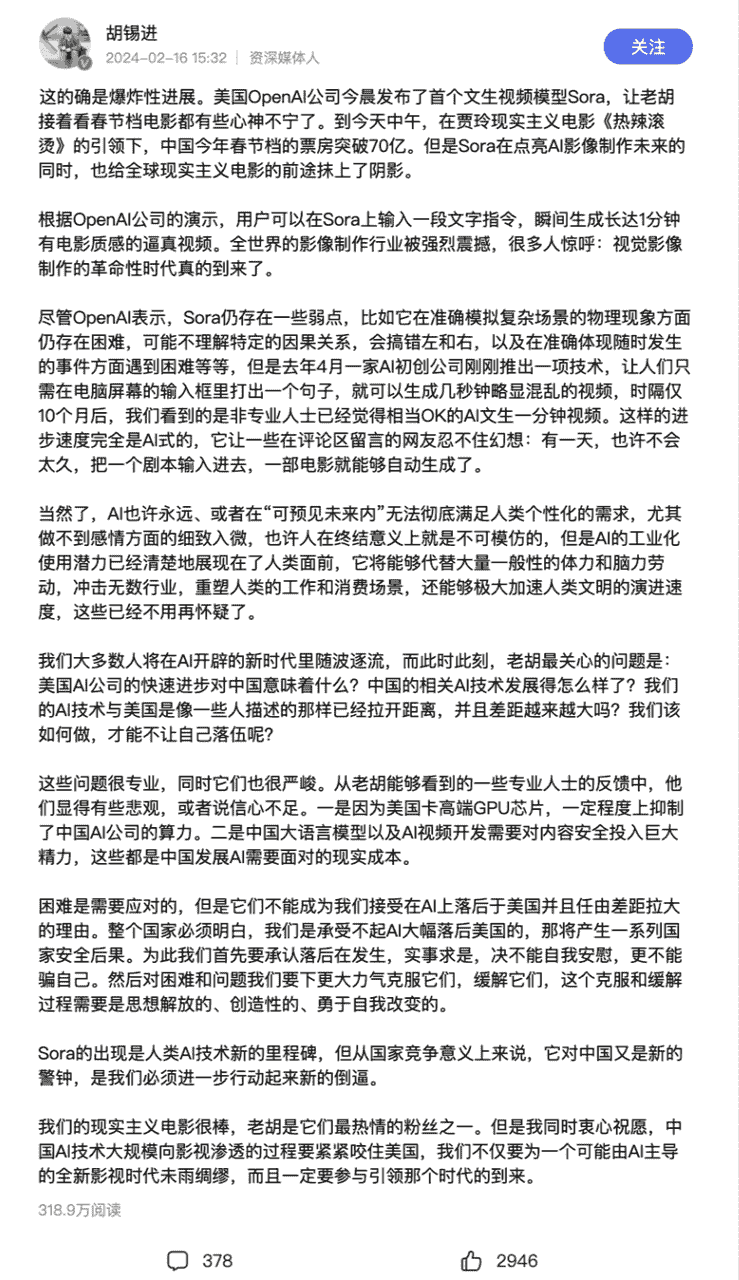 胡锡进
2024-02-16 15:32
资深媒体人
关注
这的确是爆炸性进展。美国OpenAI公司今晨发布了首个文生视频模型Sora，让老胡
接着看春节档电影都有些心神不宁了。到今天中午，在贾玲现实主义电影《热辣滚
烫》的引领下，中国今年春节档的票房突破70亿。但是Sora在点亮AI影像制作未来的
同时，也给全球现实主义电影的前途抹上了阴影。
根据OpenAI公司的演示，用户可以在Sora上输入一段文字指令，瞬间生成长达1分钟
有电影质感的逼真视频。全世界的影像制作行业被强烈震撼，很多人惊呼：视觉影像
制作的革命性时代真的到来了。
尽管OpenAI表示，Sora仍存在一些弱点，比如它在准确模拟复杂场景的物理现象方面
仍存在困难，可能不理解特定的因果关系，会搞错左和右，以及在准确体现随时发生
的事件方面遇到困难等等，但是去年4月一家AI初创公司刚刚推出一项技术，让人们只
需在电脑屏幕的输入框里打出一个句子，就可以生成几秒钟略显混乱的视频，时隔仅
10个月后，我们看到的是非专业人士已经觉得相当OK的AI文生一分钟视频。这样的进
步速度完全是AI式的，它让一些在评论区留言的网友忍不住幻想：有一天，也许不会
太久，把一个剧本输入进去，一部电影就能够自动生成了。
当然了，AI也许永远、或者在“可预见未来内”无法彻底满足人类个性化的需求，尤其
做不到感情方面的细致入微，也许人在终结意义上就是不可模仿的，但是AI的工业化
使用潜力已经清楚地展现在了人类面前，它将能够代替大量一般性的体力和脑力劳
动，冲击无数行业，重塑人类的工作和消费场景，还能够极大加速人类文明的演进速
度，这些已经不用再怀疑了。
我们大多数人将在AI开辟的新时代里随波逐流，而此时此刻，老胡最关心的问题是：
美国AI公司的快速进步对中国意味着什么？中国的相关AI技术发展得怎么样了？我们
的AI技术与美国是像一些人描述的那样已经拉开距离，并且差距越来越大吗？我们该
如何做，才能不让自己落伍呢？
这些问题很专业，同时它们也很严峻。从老胡能够看到的一些专业人士的反馈中，他
们显得有些悲观，或者说信心不足。一是因为美国卡高端GPU芯片，一定程度上抑制
了中国AI公司的算力。二是中国大语言模型以及AI视频开发需要对内容安全投入巨大
精力，这些都是中国发展AI需要面对的现实成本。
困难是需要应对的，但是它们不能成为我们接受在AI上落后于美国并且任由差距拉大
的理由。整个国家必须明白，我们是承受不起AI大幅落后美国的，那将产生一系列国
家安全后果。为此我们首先要承认落后在发生，实事求是，决不能自我安慰，更不能
骗自己。然后对困难和问题我们要下更大力气克服它们，缓解它们，这个克服和缓解
过程需要是思想解放的、创造性的、勇于自我改变的。
Sora的出现是人类AI技术新的里程碑，但从国家竞争意义上来说，它对中国又是新的
警钟，是我们必须进一步行动起来新的倒逼。
我们的现实主义电影很棒，老胡是它们最热情的粉丝之一。但是我同时衷心祝愿，中
国AI技术大规模向影视渗透的过程要紧紧咬住美国，我们不仅要为一个可能由AI主导
的全新影视时代未雨绸缪，而且一定要参与引领那个时代的到来。
318.9万阅读
378
2946